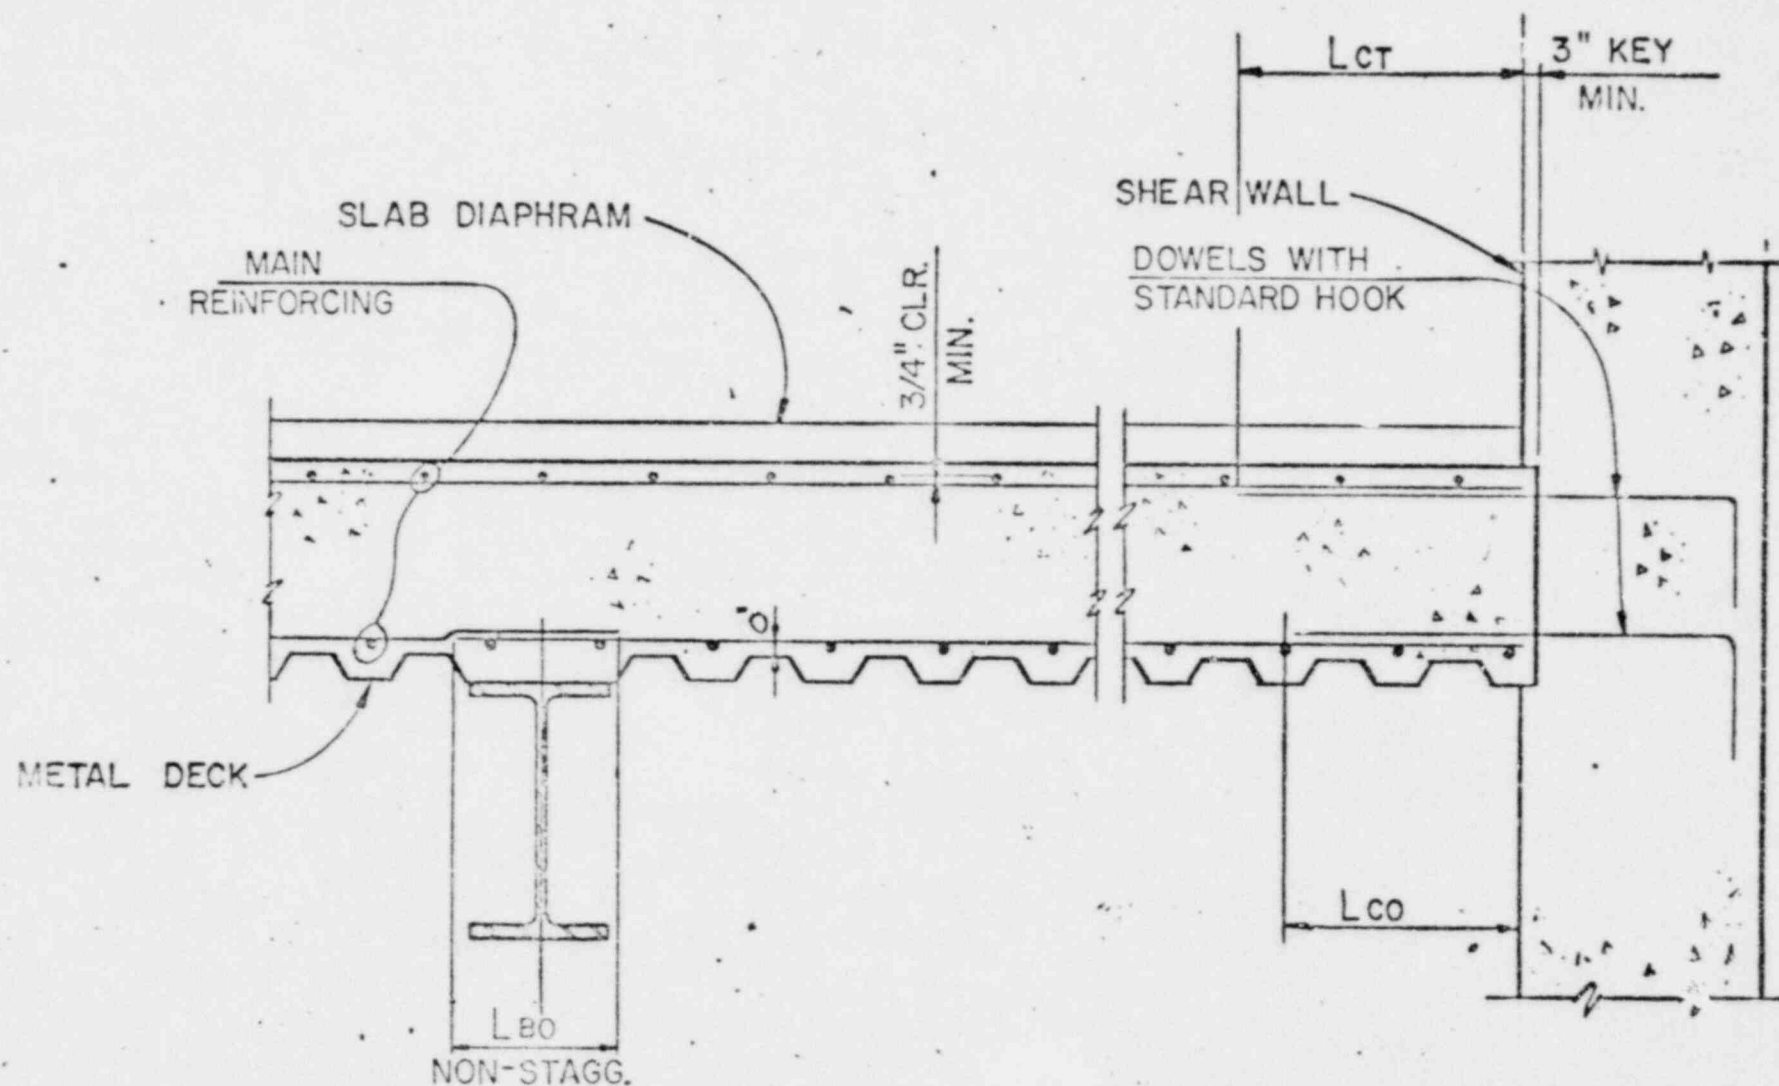 LCT
3" KEY
MIN.
SLAB DIAPHRAM
SHEAR WALL
MAIN
REINFORCING
DOWELS WITH
STANDARD HOOK
3/4" CLR.
MIN.
METAL DECK
LCO
LBO
NON-STAGG.